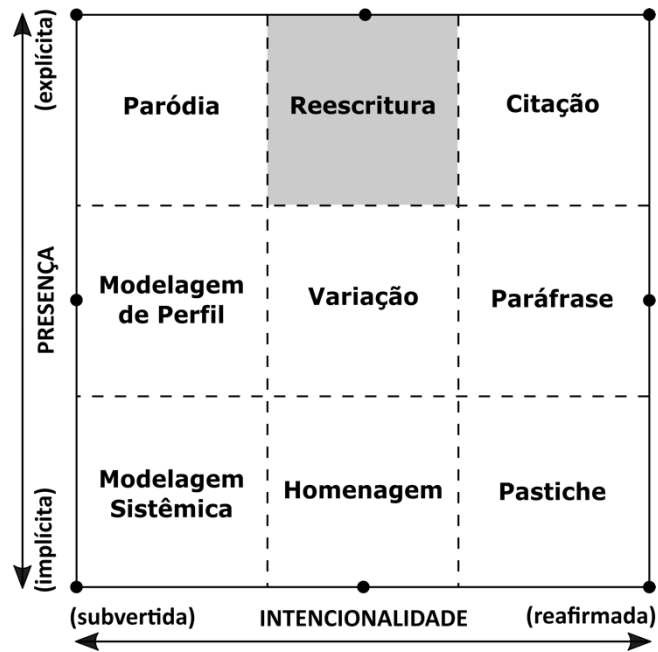 (explícita)
PRESENÇA
(implícita)
Paródia
Reescritura
Citação
Modelagem
de Perfil
Variação
Paráfrase
Modelagem
Sistêmica
Homenagem
Pastiche
(subvertida)
INTENCIONALIDADE
(reafirmada)